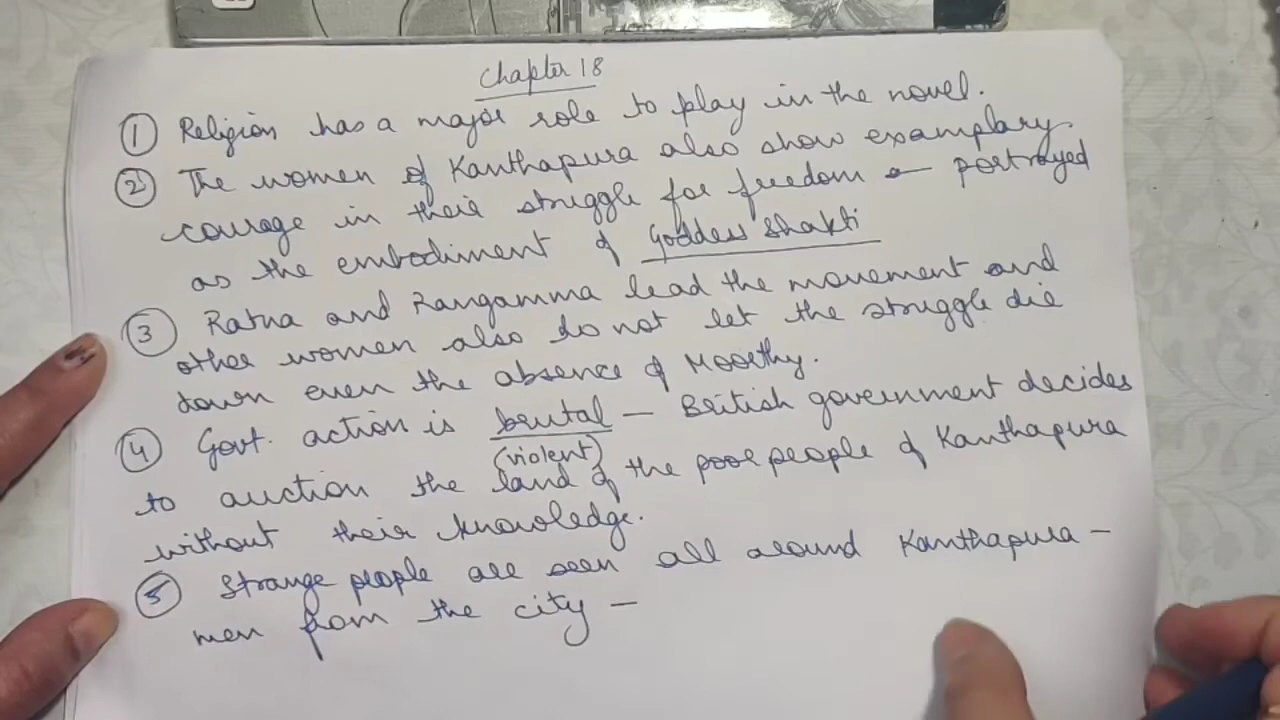 Chapter 18
① Religion has a major role to play in the novel.
② The women of Kanthapura also show examplary
courage in their struggle for freedom — portrayed
as the embodiment of Goddess Shakti
③ Ratna and Rangamma lead the movement and
other women also do not let the struggle die
down even the absence of Moorthy.
④ Govt. action is brutal — British government decides
(violent)
to auction the land of the poor people of Kanthapura
without their knowledge.
⑤ Strange people are seen all around Kanthapura —
men from the city —